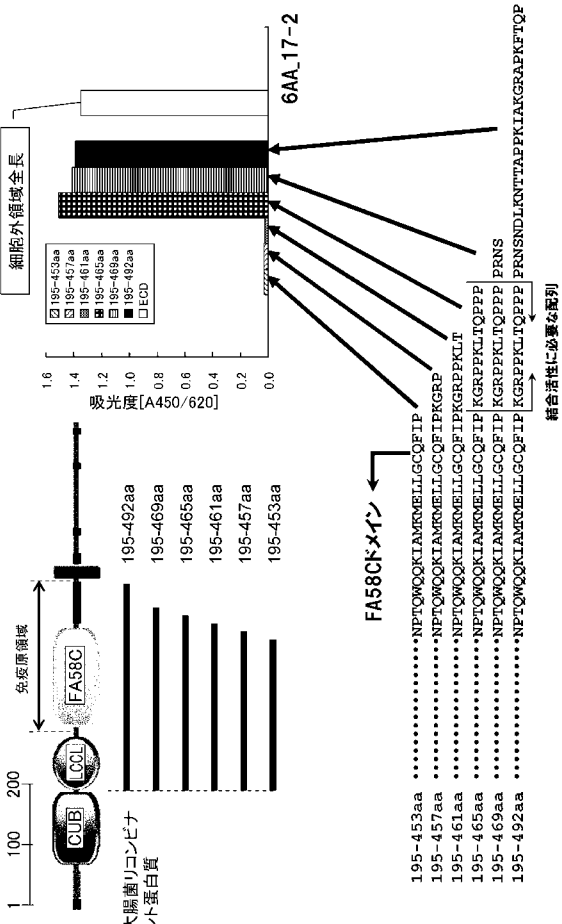 1 100 200
CUB
LCCL
FA58C
免疫原領域
大腸菌リコンビナ
ント蛋白質
195-492aa
195-469aa
195-465aa
195-461aa
195-457aa
195-453aa
細胞外領域全長
吸光度[A450/620]
1.6
1.4
1.2
1.0
0.8
0.6
0.4
0.2
0.0
195-453aa
195-457aa
195-461aa
195-465aa
195-469aa
195-492aa
ECD
6AA_17-2
FA58Cドメイン
195-453aa ･･････････････NPTQWQQKIAMKMELLGCQFIP
195-457aa ･･････････････NPTQWQQKIAMKMELLGCQFIPKGRP
195-461aa ･･････････････NPTQWQQKIAMKMELLGCQFIPKGRPPKLT
195-465aa ･･････････････NPTQWQQKIAMKMELLGCQFIP KGRPPKLTQPPP
195-469aa ･･････････････NPTQWQQKIAMKMELLGCQFIP KGRPPKLTQPPP PRNS
195-492aa ･･････････････NPTQWQQKIAMKMELLGCQFIP KGRPPKLTQPPP PRNSNDLKNTTAPPKIAKGRAPKFTQP
結合活性に必要な配列